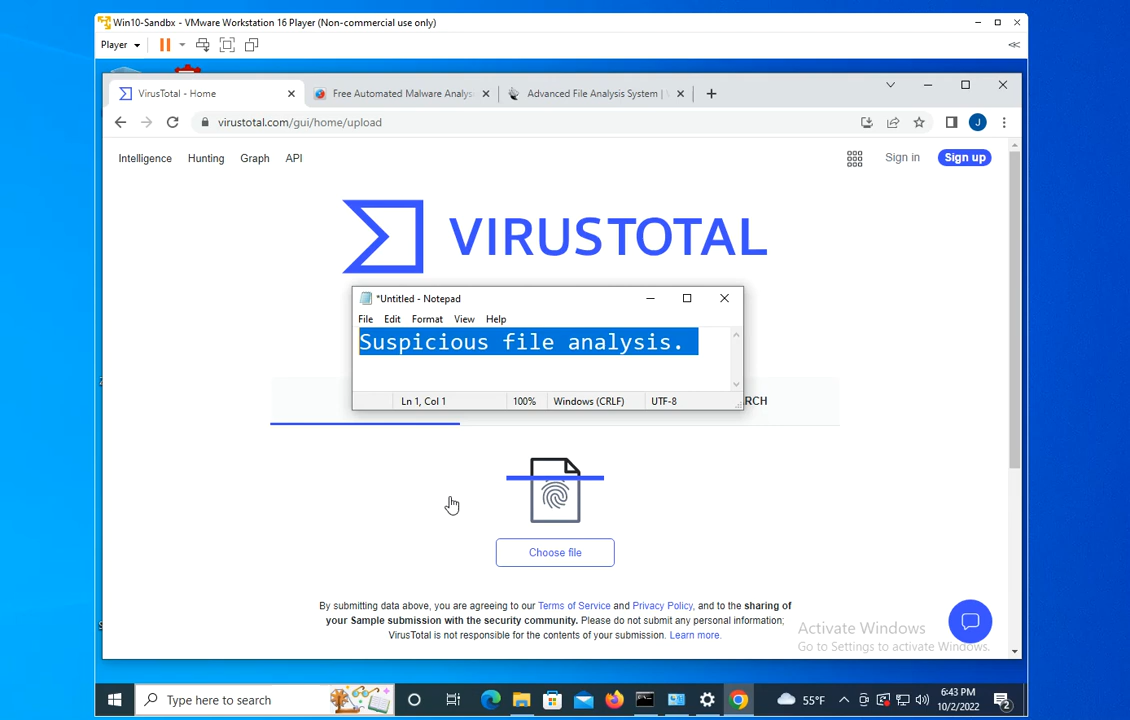 Win10-Sandbx - VMware Workstation 16 Player (Non-commercial use only)
Player
VirusTotal - Home
Free Automated Malware Analys
Advanced File Analysis System |
virustotal.com/gui/home/upload
J
Intelligence
Hunting
Graph
API
Sign in
Sign up
VIRUSTOTAL
*Untitled - Notepad
File
Edit
Format
View
Help
Suspicious file analysis.
Ln 1, Col 1
100%
Windows (CRLF)
UTF-8
RCH
Choose file
By submitting data above, you are agreeing to our Terms of Service and Privacy Policy, and to the sharing of
your Sample submission with the security community. Please do not submit any personal information;
VirusTotal is not responsible for the contents of your submission. Learn more.
Activate Windows
Go to Settings to activate Windows.
Type here to search
55°F
6:43 PM
10/2/2022
2